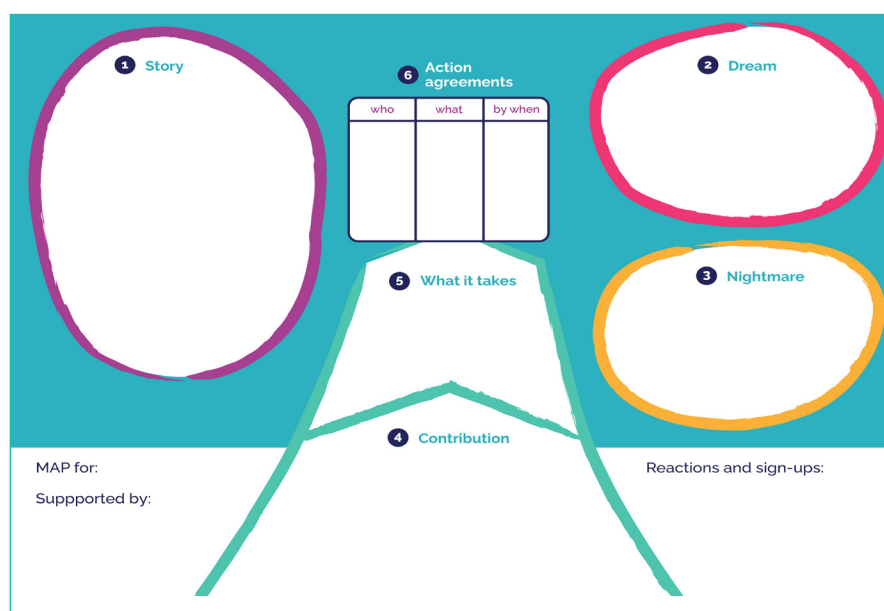 1 Story
2 Dream
3 Nightmare
4 Contribution
5 What it takes
6 Action
agreements
who what by when
MAP for:
Suppported by:
Reactions and sign-ups: